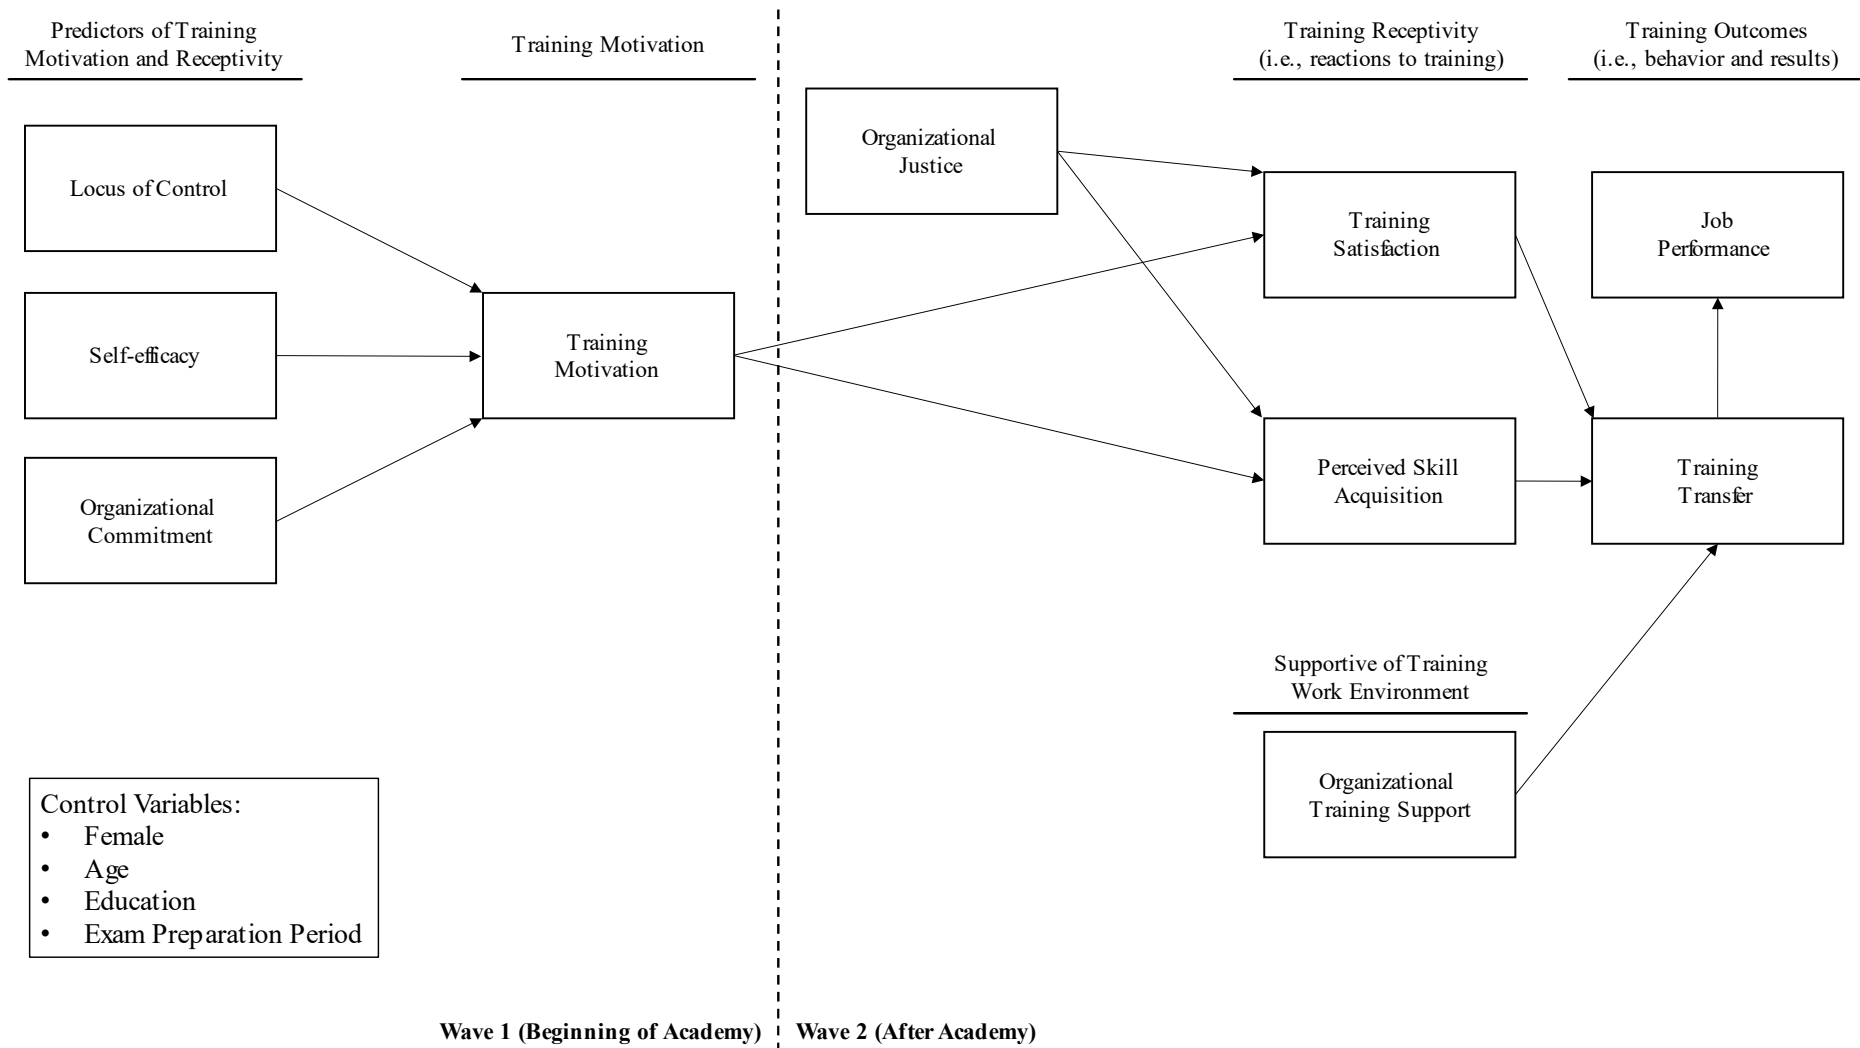 Predictors of Training
Motivation and Receptivity
Training Motivation
Training Receptivity
(i.e., reactions to training)
Training Outcomes
(i.e., behavior and results)
Organizational
Justice
Locus of Control
Training
Satisfaction
Job
Performance
Self-efficacy
Training
Motivation
Perceived Skill
Acquisition
Training
Transfer
Organizational
Commitment
Supportive of Training
Work Environment
Organizational
Training Support
Control Variables:
• Female
• Age
• Education
• Exam Preparation Period
Wave 1 (Beginning of Academy)
Wave 2 (After Academy)